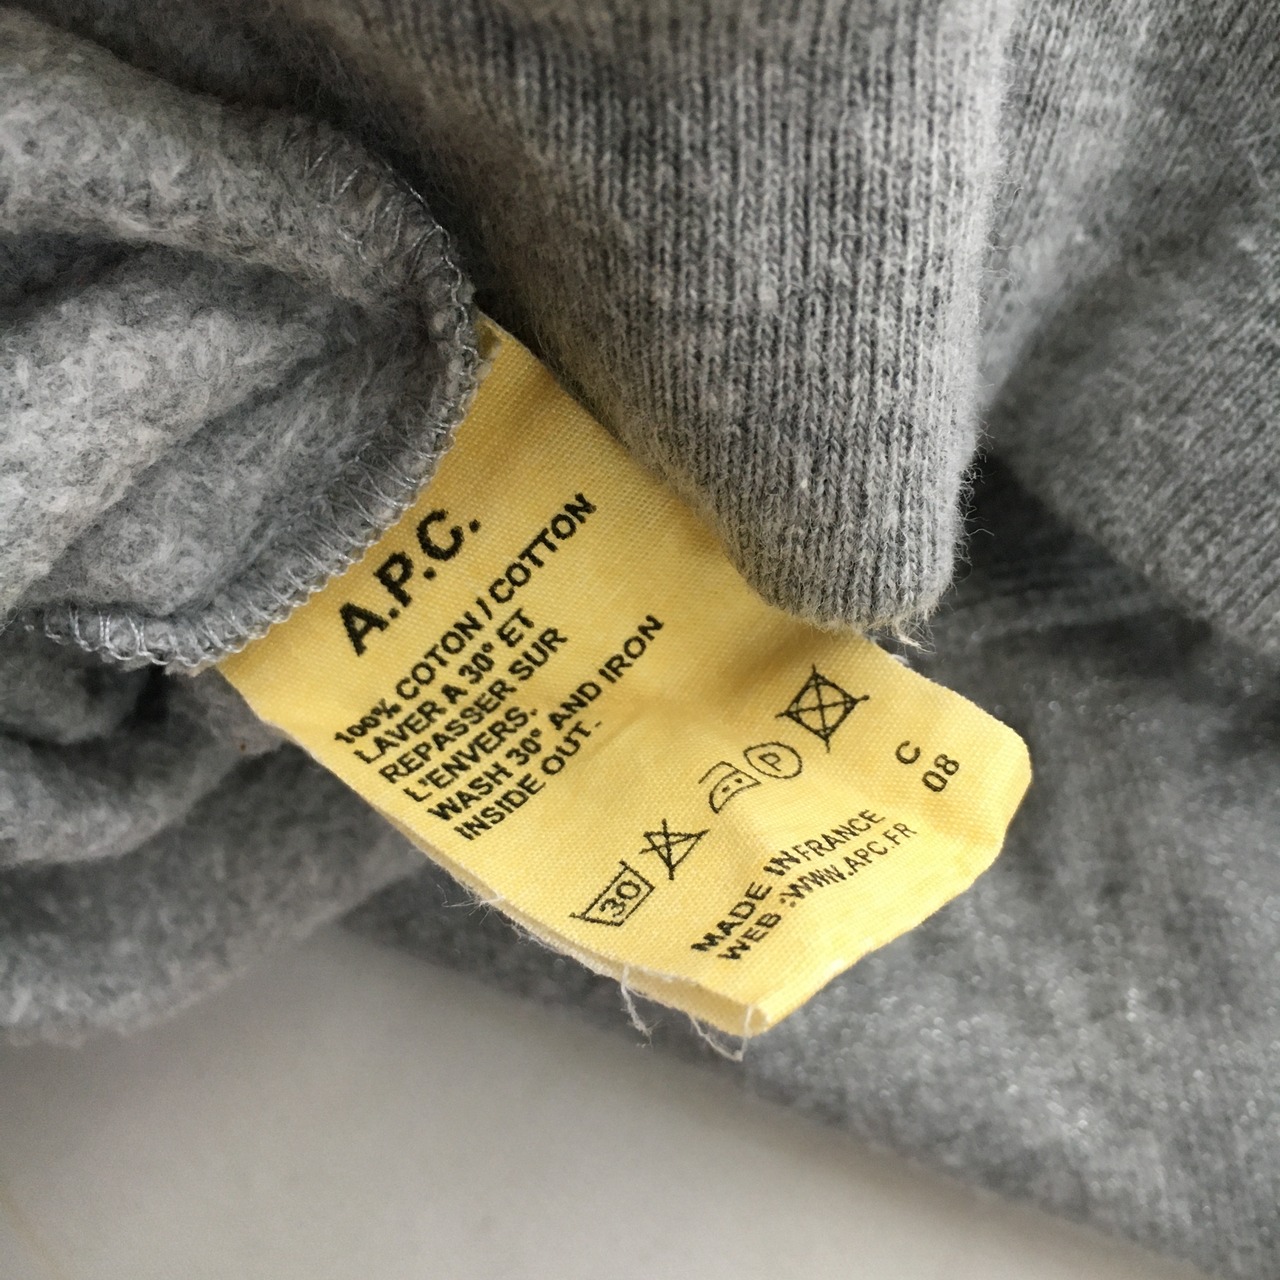 A.P.C.
100% COTON / COTTON
LAVER A 30° ET
REPASSER SUR
L'ENVERS.
WASH 30° AND IRON
INSIDE OUT.
30 P
C
08
MADE IN FRANCE
WEB : WWW.APC.FR